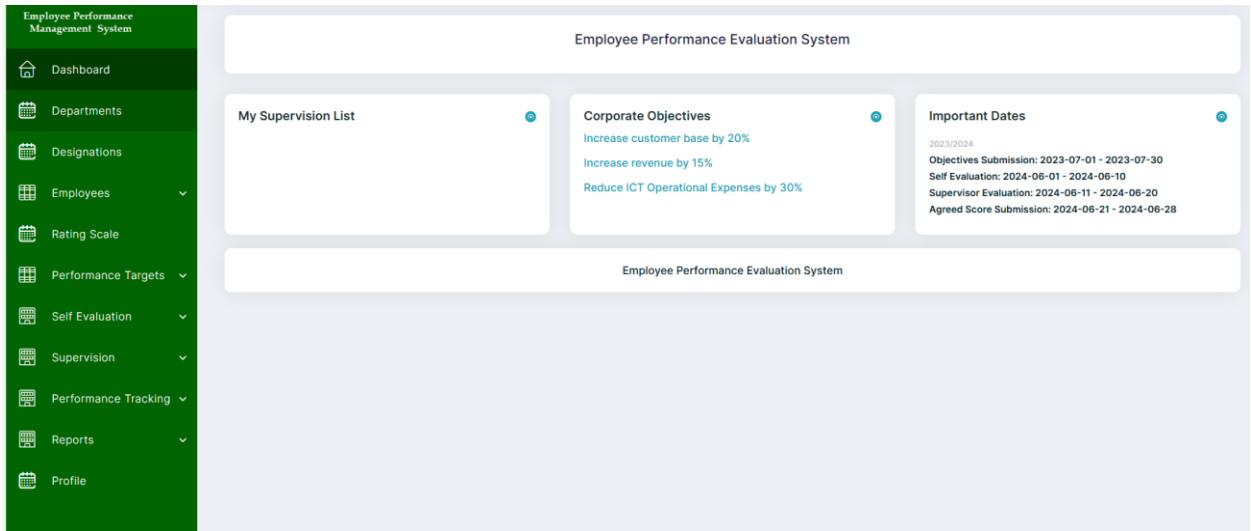 Employee Performance
Management System
Dashboard
Departments
Designations
Employees
Rating Scale
Performance Targets
Self Evaluation
Supervision
Performance Tracking
Reports
Profile
Employee Performance Evaluation System
My Supervision List
Corporate Objectives
Increase customer base by 20%
Increase revenue by 15%
Reduce ICT Operational Expenses by 30%
Important Dates
2023/2024
Objectives Submission: 2023-07-01 - 2023-07-30
Self Evaluation: 2024-06-01 - 2024-06-10
Supervisor Evaluation: 2024-06-11 - 2024-06-20
Agreed Score Submission: 2024-06-21 - 2024-06-28
Employee Performance Evaluation System